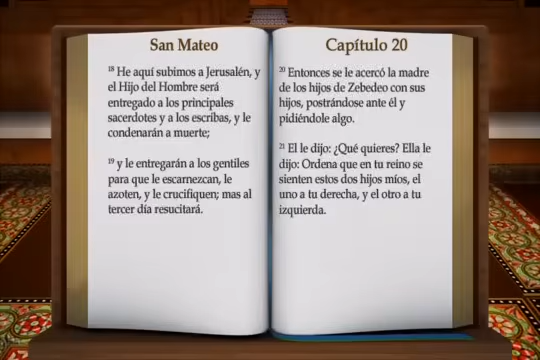 San Mateo
18 He aquí subimos a Jerusalén, y
el Hijo del Hombre será
entregado a los principales
sacerdotes y a los escribas, y le
condenarán a muerte;
19 y le entregarán a los gentiles
para que le escarnezcan, le
azoten, y le crucifiquen; mas al
tercer día resucitará.
Capítulo 20
20 Entonces se le acercó la madre
de los hijos de Zebedeo con sus
hijos, postrándose ante él y
pidiéndole algo.
21 El le dijo: ¿Qué quieres? Ella le
dijo: Ordena que en tu reino se
sienten estos dos hijos míos, el
uno a tu derecha, y el otro a tu
izquierda.